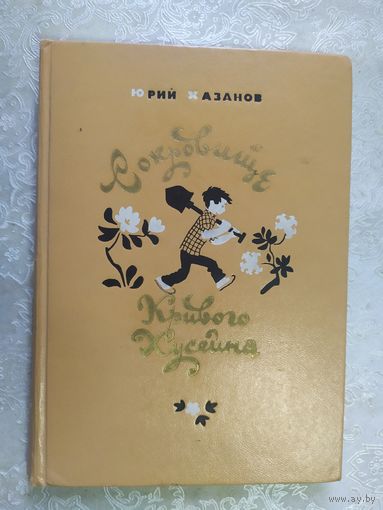 ЮРИЙ ХАЗАНОВ
Сокровище
Кривого
Хусейна
www.ay.by